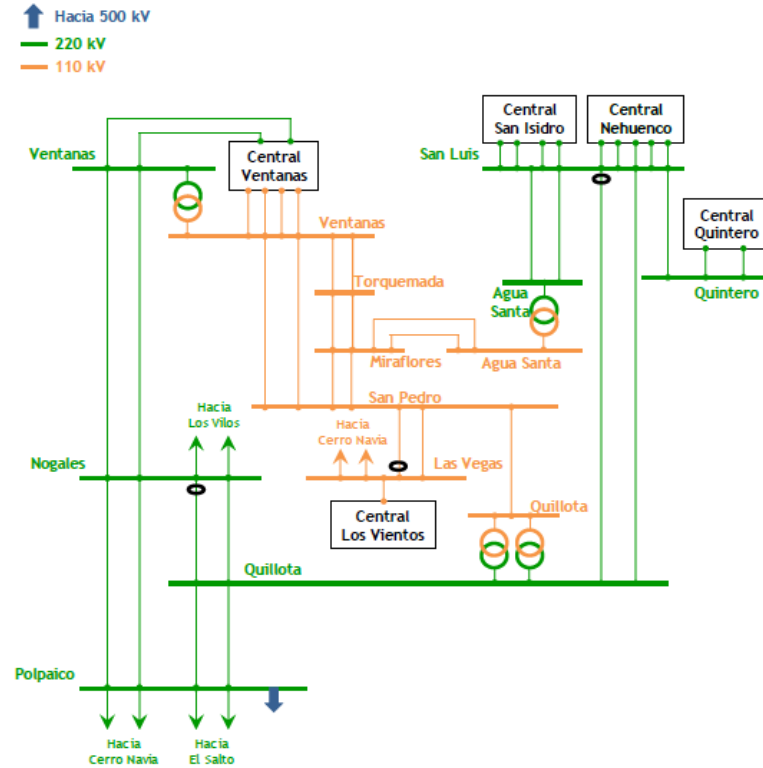 Hacia 500 kV
220 kV
110 kV
Central
San Isidro
Central
Nehuenco
Ventanas
Central
Ventanas
San Luis
Central
Quintero
Ventanas
Torquemada
Agua
Santa
Quintero
Miraflores
Agua Santa
San Pedro
Hacia
Los Vilos
Hacia
Cerro Navia
Nogales
Las Vegas
Central
Los Vientos
Quillota
Quillota
Polpaico
Hacia
Cerro Navia
Hacia
El Salto